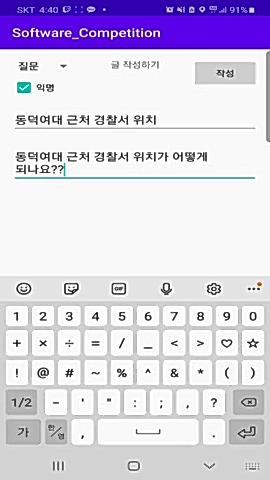 SKT 4:40
91%
Software_Competition
질문
글 작성하기
작성
익명
동덕여대 근처 경찰서 위치
동덕여대 근처 경찰서 위치가 어떻게
되나요??
GIF
1 2 3 4 5 6 7 8 9 0
+ × ÷ = / _ < > ♡ ☆
! @ # ~ % ^ & * ( )
1/2 - ' " : ; , ?
가 한/영 , .